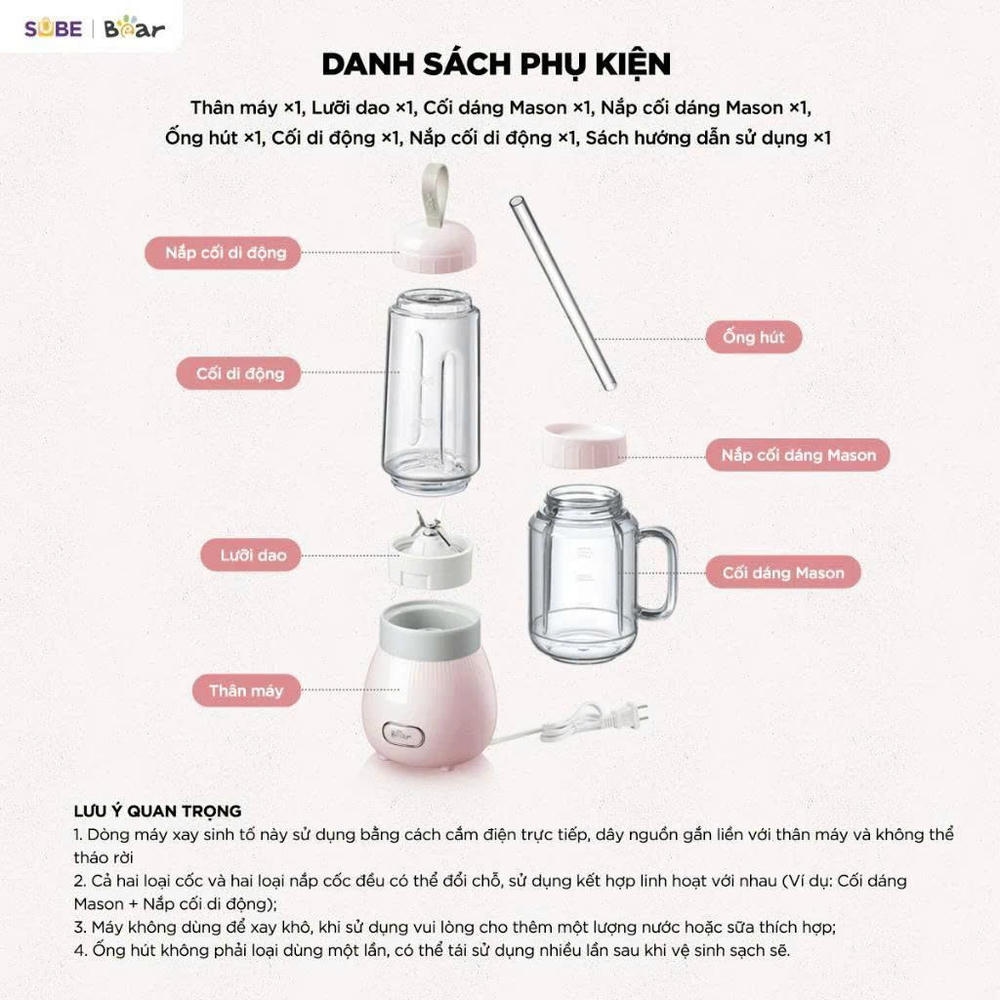 SUBE | Bear
DANH SÁCH PHỤ KIỆN
Thân máy ×1, Lưỡi dao ×1, Cối dáng Mason ×1, Nắp cối dáng Mason ×1,
Ống hút ×1, Cối di động ×1, Nắp cối di động ×1, Sách hướng dẫn sử dụng ×1
Nắp cối di động
Ống hút
Cối di động
Nắp cối dáng Mason
Lưỡi dao
Cối dáng Mason
Thân máy
Bear
LƯU Ý QUAN TRỌNG
1. Dòng máy xay sinh tố này sử dụng bằng cách cắm điện trực tiếp, dây nguồn gắn liền với thân máy và không thể
tháo rời
2. Cả hai loại cốc và hai loại nắp cốc đều có thể đổi chỗ, sử dụng kết hợp linh hoạt với nhau (Ví dụ: Cối dáng
Mason + Nắp cối di động);
3. Máy không dùng để xay khô, khi sử dụng vui lòng cho thêm một lượng nước hoặc sữa thích hợp;
4. Ống hút không phải loại dùng một lần, có thể tái sử dụng nhiều lần sau khi vệ sinh sạch sẽ.